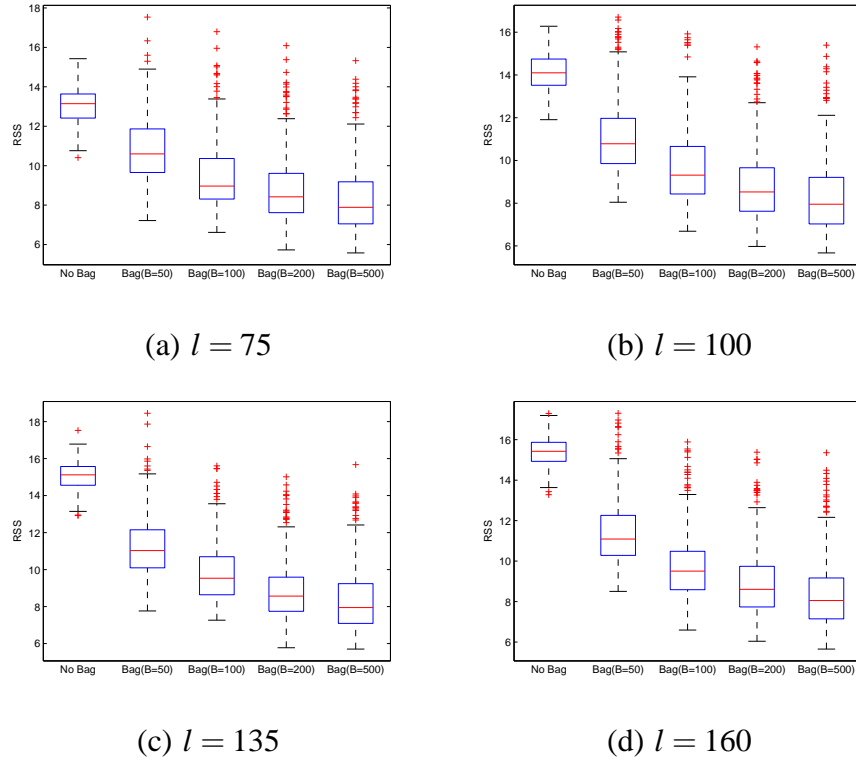 18
16
14
12
10
8
6
RSS
No Bag Bag(B=50) Bag(B=100) Bag(B=200) Bag(B=500)
(a) l = 75
16
14
12
10
8
6
RSS
No Bag Bag(B=50) Bag(B=100) Bag(B=200) Bag(B=500)
(b) l = 100
18
16
14
12
10
8
6
RSS
No Bag Bag(B=50) Bag(B=100) Bag(B=200) Bag(B=500)
(c) l = 135
16
14
12
10
8
6
RSS
No Bag Bag(B=50) Bag(B=100) Bag(B=200) Bag(B=500)
(d) l = 160